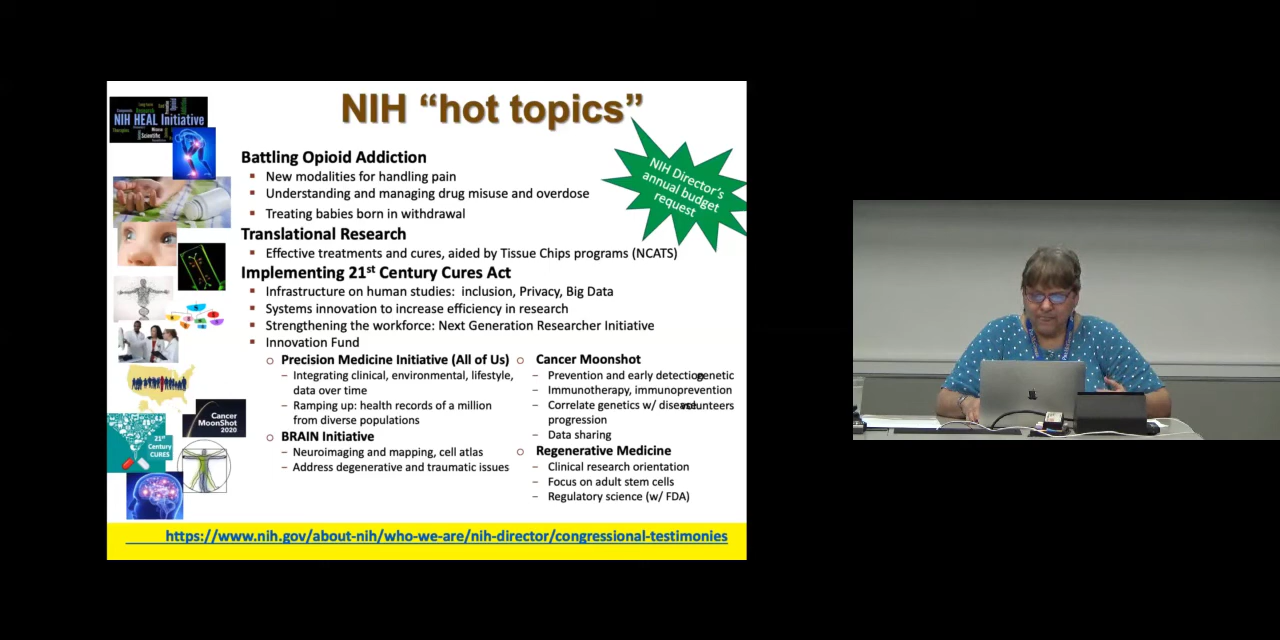 NIH “hot topics”
NIH HEAL Initiative
NIH Director's
annual budget
request
Battling Opioid Addiction
New modalities for handling pain
Understanding and managing drug misuse and overdose
Treating babies born in withdrawal
Translational Research
Effective treatments and cures, aided by Tissue Chips programs (NCATS)
Implementing 21st Century Cures Act
Infrastructure on human studies: inclusion, Privacy, Big Data
Systems innovation to increase efficiency in research
Strengthening the workforce: Next Generation Researcher Initiative
Innovation Fund
Precision Medicine Initiative (All of Us)
Integrating clinical, environmental, lifestyle,
data over time
Ramping up: health records of a million
from diverse populations
BRAIN Initiative
Neuroimaging and mapping, cell atlas
Address degenerative and traumatic issues
Cancer Moonshot
Prevention and early detection genetic
Immunotherapy, immunoprevention
Correlate genetics w/ disease volunteers
progression
Data sharing
Regenerative Medicine
Clinical research orientation
Focus on adult stem cells
Regulatory science (w/ FDA)
Cancer
MoonShot
2020
21st
Century
CURES
https://www.nih.gov/about-nih/who-we-are/nih-director/congressional-testimonies